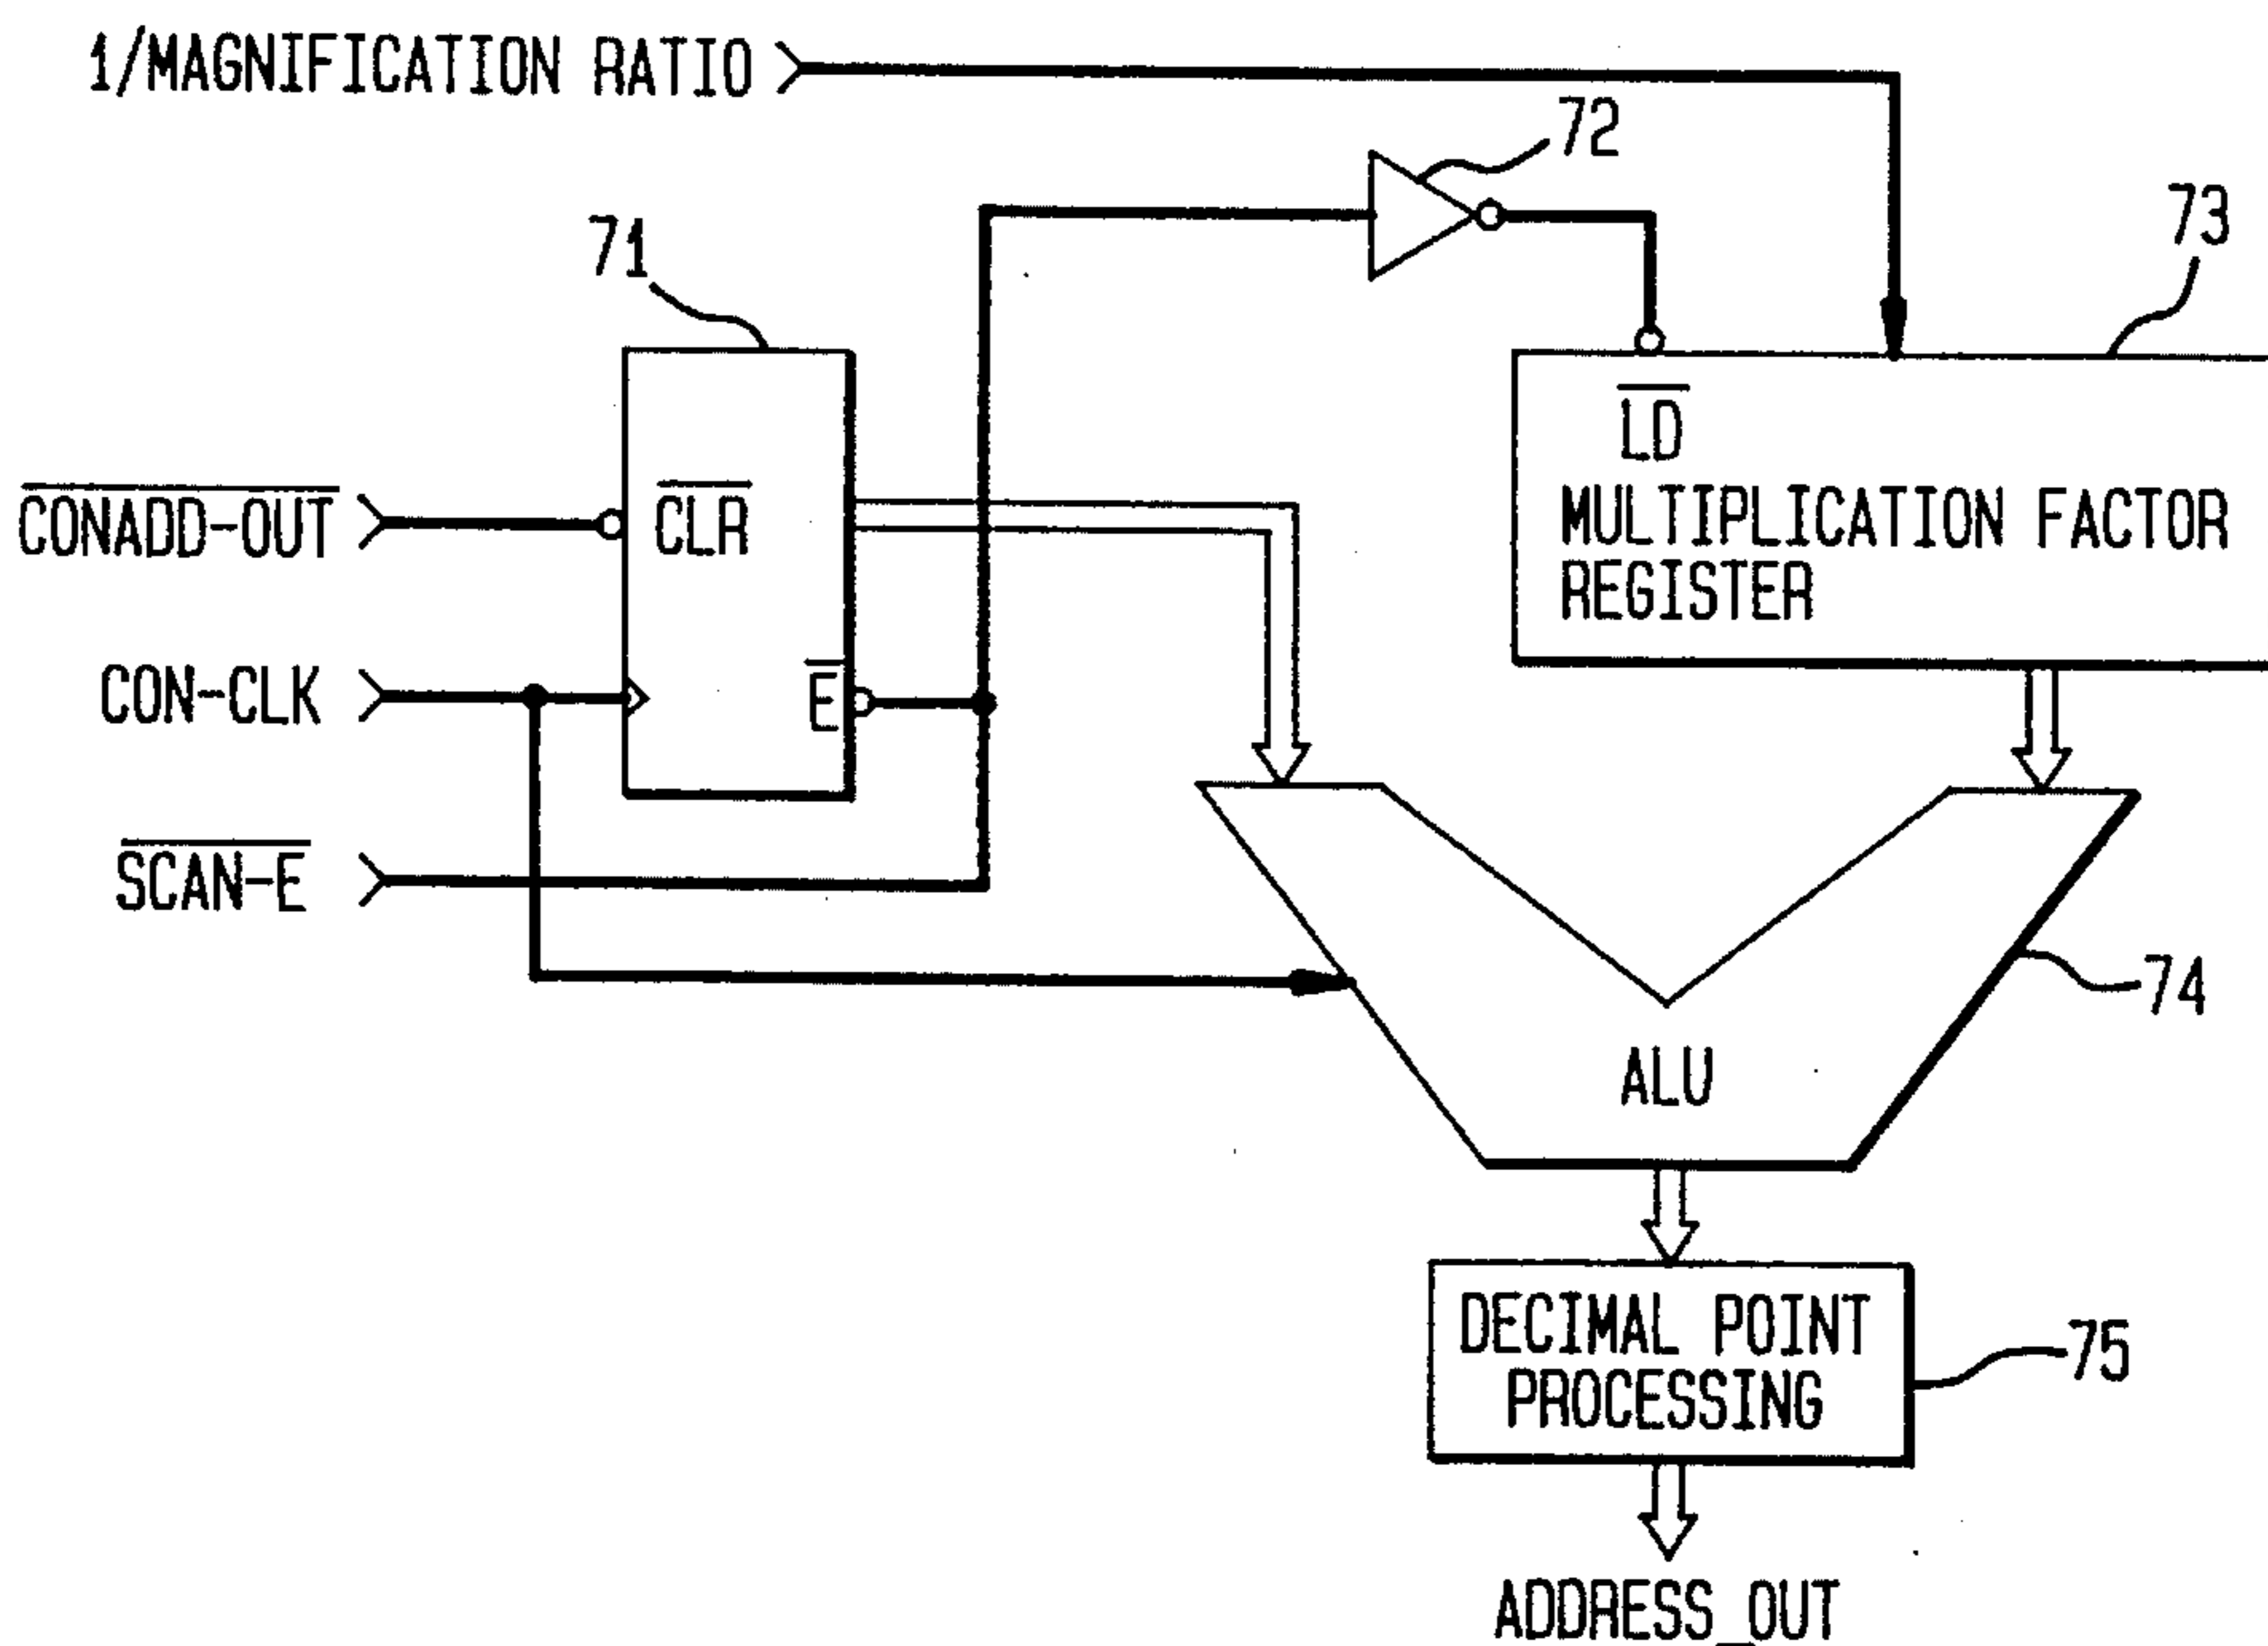 1/MAGNIFICATION RATIO
72
73
71
LD
CONADD-OUT
CLR
MULTIPLICATION FACTOR
REGISTER
CON-CLK
E
SCAN-E
74
ALU
75
DECIMAL POINT
PROCESSING
ADDRESS_OUT